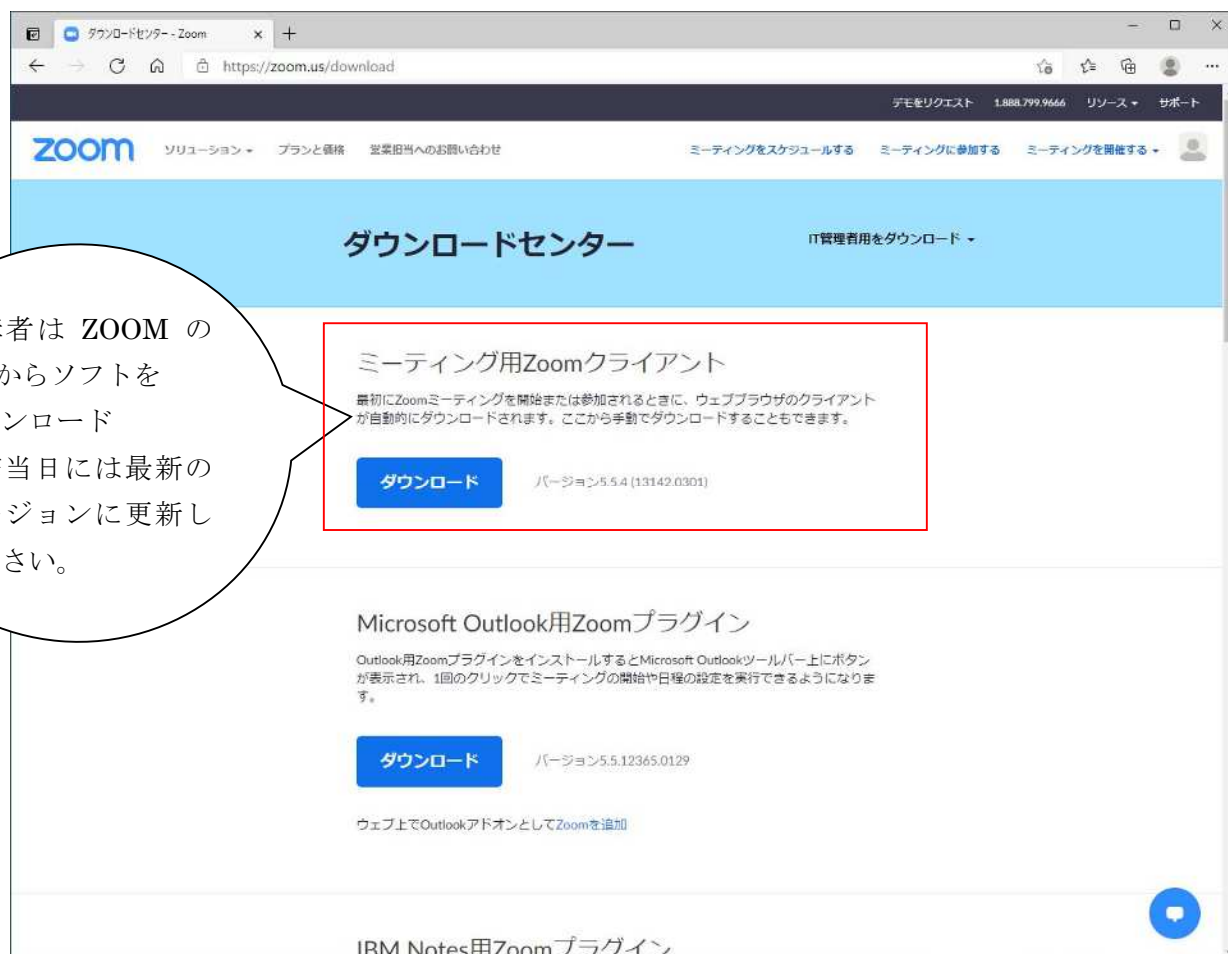 ダウンロードセンター - Zoom
https://zoom.us/download
デモをリクエスト 1.888.799.9666 リソース サポート
zoom ソリューション プランと価格 営業担当へのお問い合わせ ミーティングをスケジュールする ミーティングに参加する ミーティングを開催する
ダウンロードセンター
IT管理者用をダウンロード
者は ZOOM の
からソフトを
ンロード
当日には最新の
ジョンに更新し
さい。
ミーティング用Zoomクライアント
最初にZoomミーティングを開始または参加されるときに、ウェブブラウザのクライアント
が自動的にダウンロードされます。ここから手動でダウンロードすることもできます。
ダウンロード バージョン5.5.4 (13142.0301)
Microsoft Outlook用Zoomプラグイン
Outlook用ZoomプラグインをインストールするとMicrosoft Outlookツールバー上にボタン
が表示され、1回のクリックでミーティングの開始や日程の設定を実行できるようになりま
す。
ダウンロード バージョン5.5.12365.0129
ウェブ上でOutlookアドオンとしてZoomを追加
IBM Notes用Zoomプラグイン